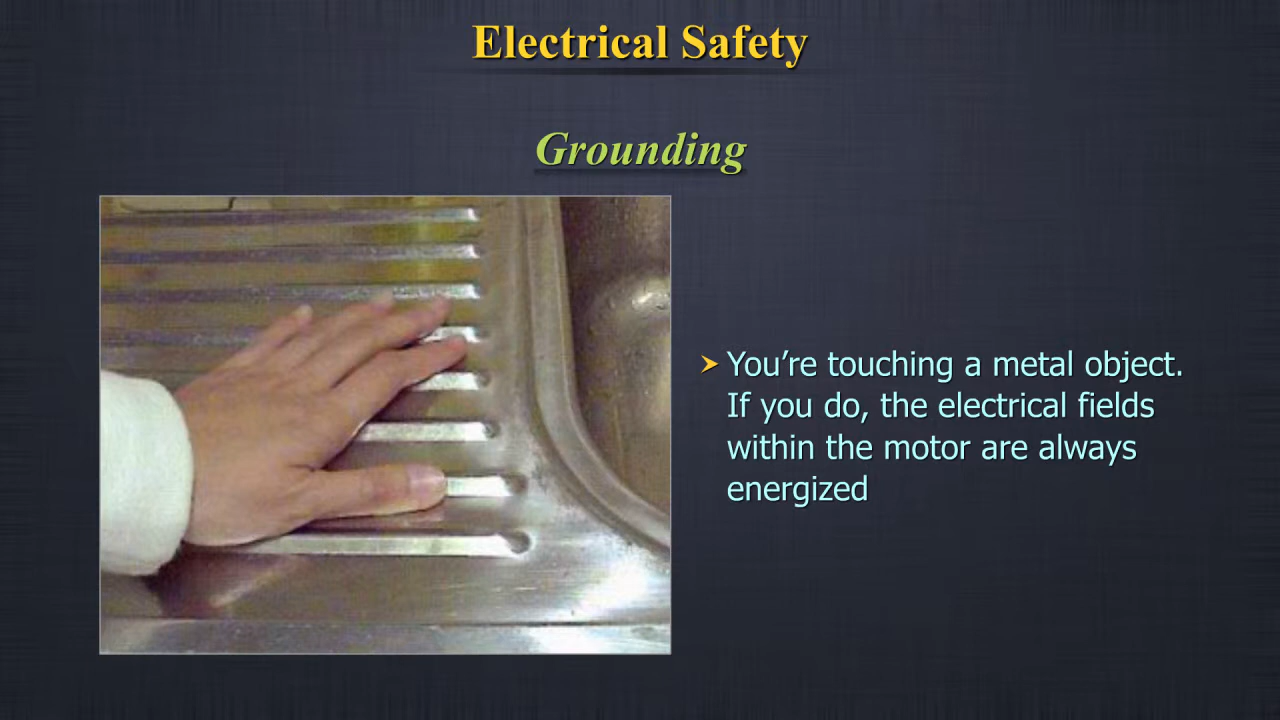 Electrical Safety
Grounding
➤ You’re touching a metal object.
If you do, the electrical fields
within the motor are always
energized